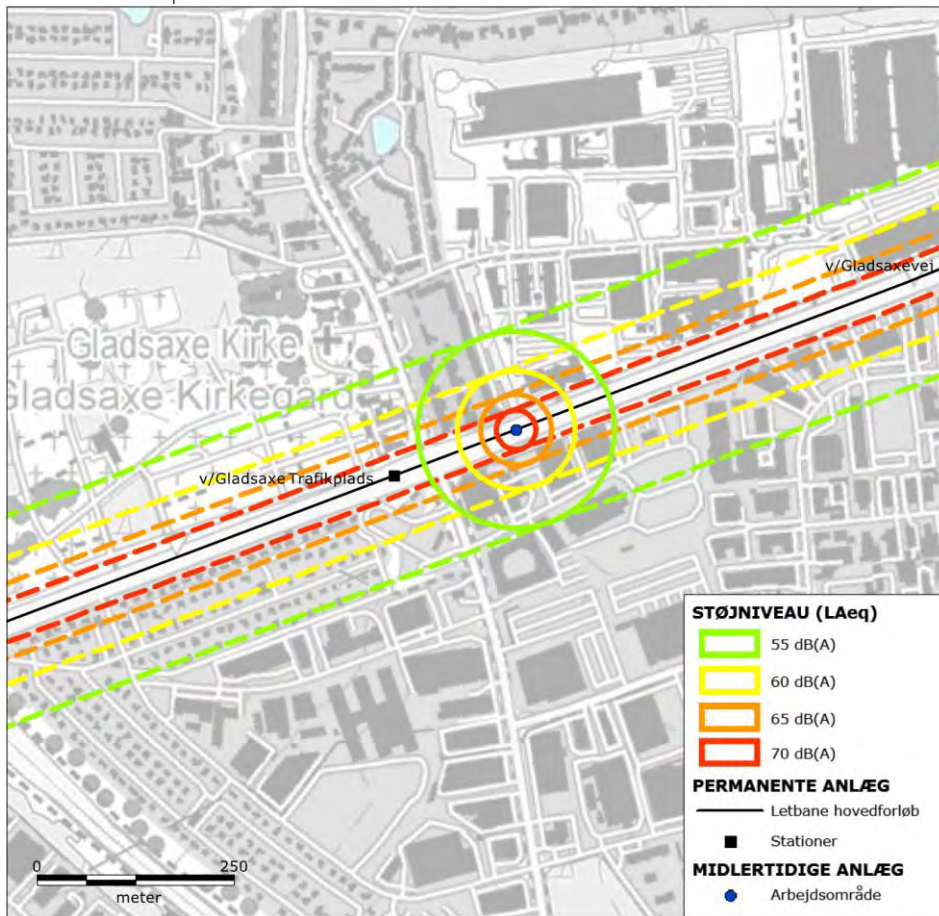 v/Gladsaxevej
Gladsaxe Kirke
Gladsaxe Kirkegård
v/Gladsaxe Trafikplads
STØJNIVEAU (LAeq)
55 dB(A)
60 dB(A)
65 dB(A)
70 dB(A)
PERMANENTE ANLÆG
Letbane hovedforløb
Stationer
MIDLERTIDIGE ANLÆG
Arbejdsområde
0 250
meter